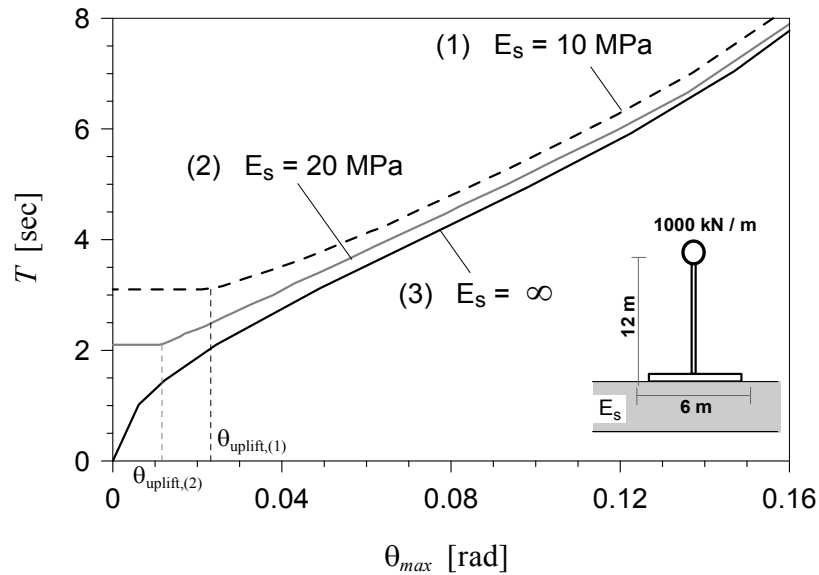 8
6
4
2
0
T [sec]
(1) E_s = 10 MPa
(2) E_s = 20 MPa
(3) E_s = ∞
θ_uplift,(1)
θ_uplift,(2)
1000 kN / m
12 m
6 m
E_s
0 0.04 0.08 0.12 0.16
θ_max [rad]